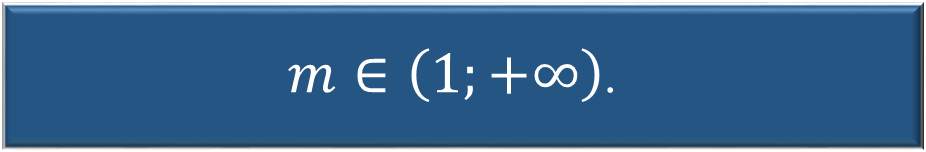 m ∈ (1; +∞).